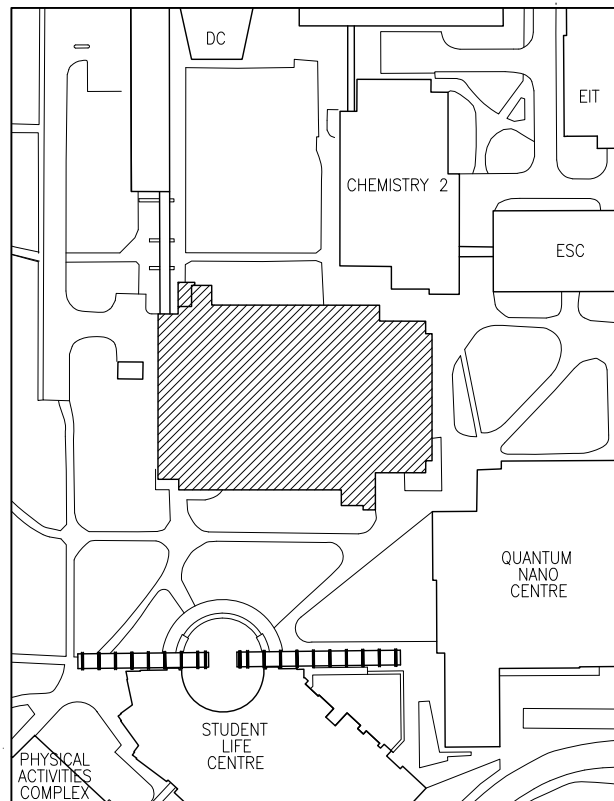 DC
EIT
CHEMISTRY 2
ESC
QUANTUM
NANO
CENTRE
STUDENT
LIFE
CENTRE
PHYSICAL
ACTIVITIES
COMPLEX